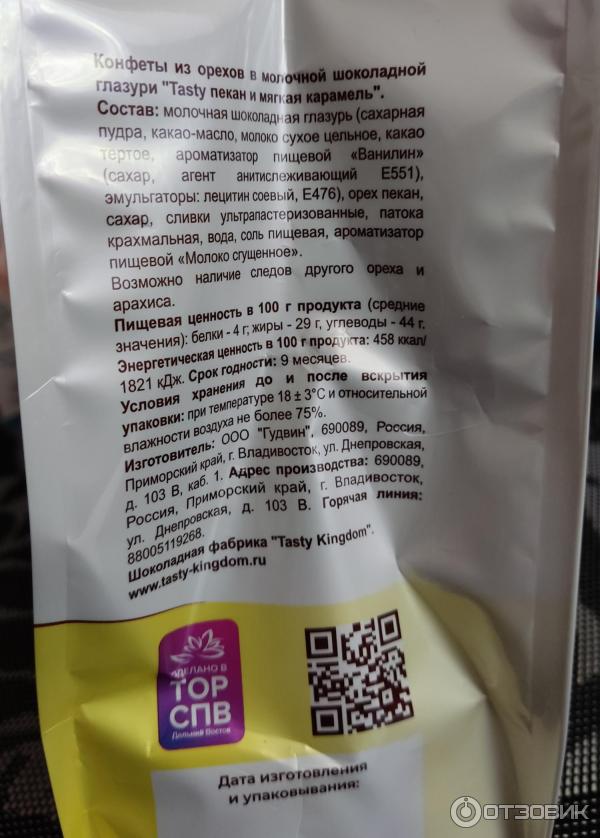 Конфеты из орехов в молочной шоколадной
глазури "Tasty пекан и мягкая карамель".
Состав: молочная шоколадная глазурь (сахарная
пудра, какао-масло, молоко сухое цельное, какао
тертое, ароматизатор пищевой «Ванилин»
(сахар, агент антислеживающий Е551),
эмульгаторы: лецитин соевый, Е476), орех пекан,
сахар, сливки ультрапастеризованные, патока
крахмальная, вода, соль пищевая, ароматизатор
пищевой «Молоко сгущенное».
Возможно наличие следов другого ореха и
арахиса.
Пищевая ценность в 100 г продукта (средние
значения): белки - 4 г; жиры - 29 г, углеводы - 44 г.
Энергетическая ценность в 100 г продукта: 458 ккал/
1821 кДж. Срок годности: 9 месяцев.
Условия хранения до и после вскрытия
упаковки: при температуре 18 ± 3°С и относительной
влажности воздуха не более 75%.
Изготовитель: ООО "Гудвин", 690089, Россия,
Приморский край, г. Владивосток, ул. Днепровская,
д. 103 В, каб. 1. Адрес производства: 690089,
Россия, Приморский край, г. Владивосток,
ул. Днепровская, д. 103 В. Горячая линия:
88005119268.
Шоколадная фабрика "Tasty Kingdom".
www.tasty-kingdom.ru
СДЕЛАНО В
ТОР
СПВ
Дальний Восток
Дата изготовления
и упаковывания:
ОТЗОВИК